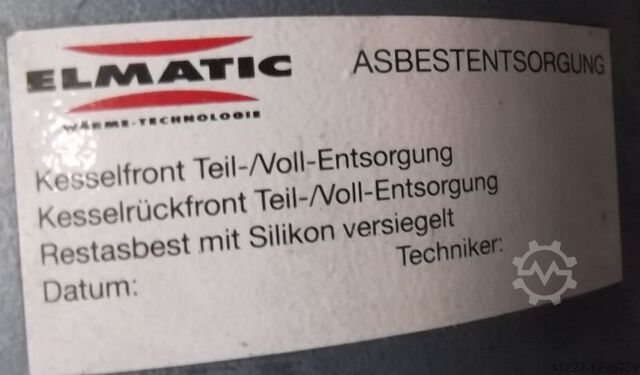 ELMATIC
WÄRME-TECHNOLOGIE
ASBESTENTSORGUNG
Kesselfront Teil-/Voll-Entsorgung
Kesselrückfront Teil-/Voll-Entsorgung
Restasbest mit Silikon versiegelt
Datum:
Techniker: